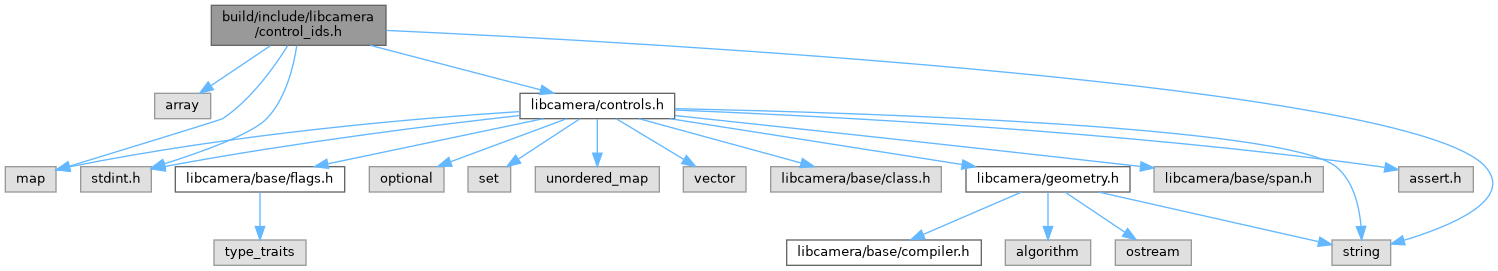 build/include/libcamera
/control_ids.h
array
libcamera/controls.h
map
stdint.h
libcamera/base/flags.h
optional
set
unordered_map
vector
libcamera/base/class.h
libcamera/geometry.h
libcamera/base/span.h
assert.h
type_traits
libcamera/base/compiler.h
algorithm
ostream
string